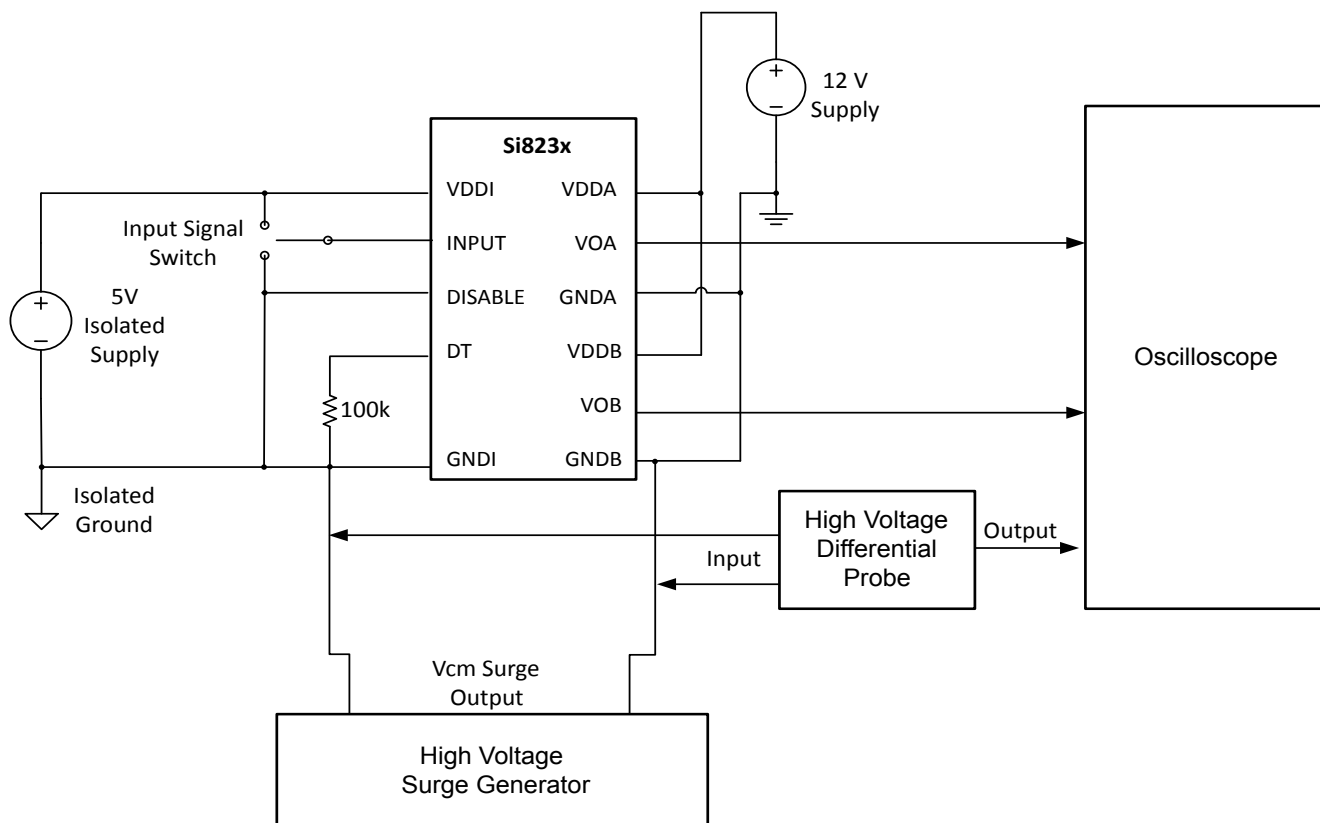 12 V
Supply
+
−
Si823x
VDDI
VDDA
Input Signal
Switch
INPUT
VOA
DISABLE
GNDA
+
−
5V
Isolated
Supply
DT
VDDB
Oscilloscope
100k
VOB
GNDI
GNDB
Isolated
Ground
High Voltage
Differential
Probe
Output
Input
Vcm Surge
Output
High Voltage
Surge Generator